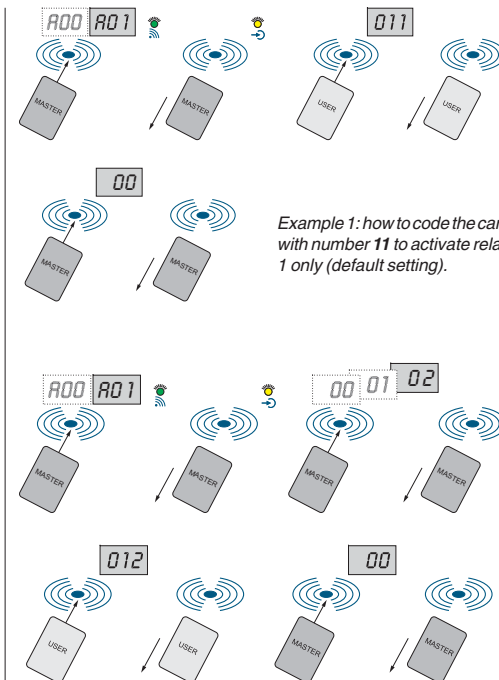 A00 A01
011
MASTER MASTER USER USER
00
MASTER MASTER
Example 1: how to code the car
with number 11 to activate rela
1 only (default setting).
A00 A01
00 01 02
MASTER MASTER MASTER MASTER
012
00
USER USER MASTER MASTER